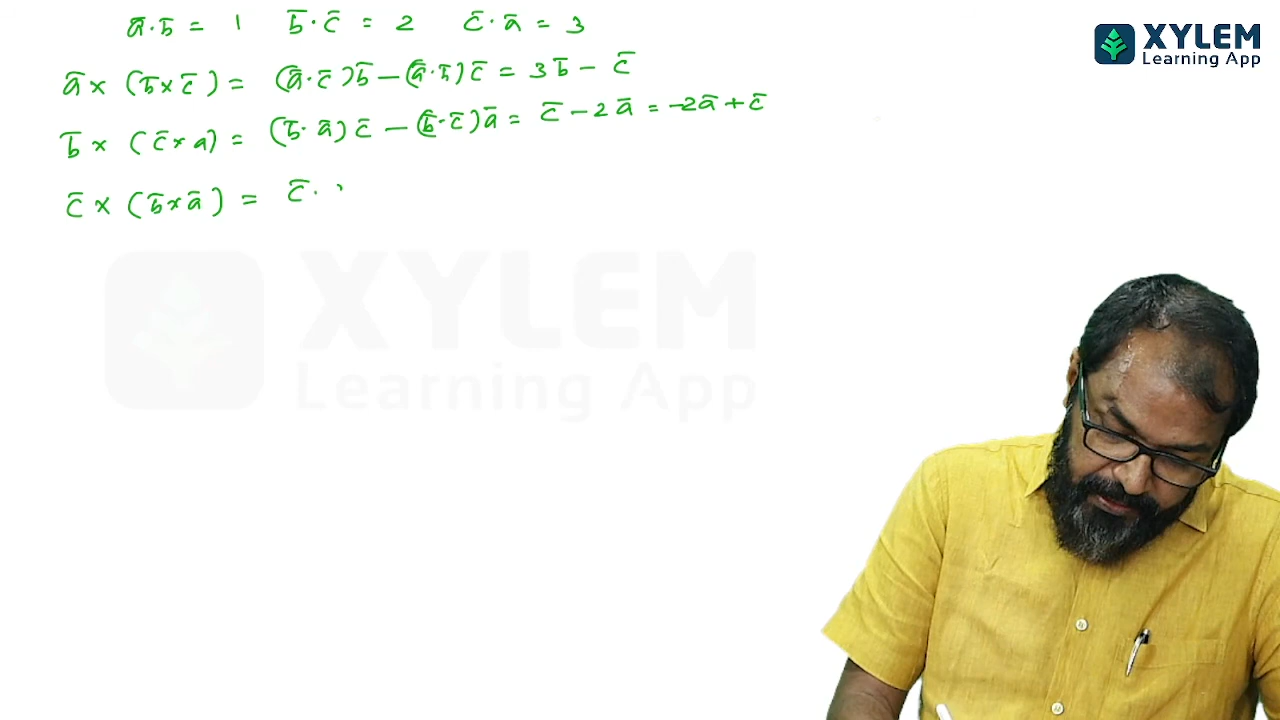 XYLEM
Learning App
ā·b̄ = 1 b̄·c̄ = 2 c̄·ā = 3
ā × (b̄×c̄) = (ā·c̄)b̄ – (ā·b̄)c̄ = 3b̄ – c̄
b̄ × (c̄×a) = (b̄·ā)c̄ – (b̄·c̄)ā = c̄ – 2ā = –2ā + c̄
c̄ × (b̄×ā) = c̄·
XYLEM
Learning App